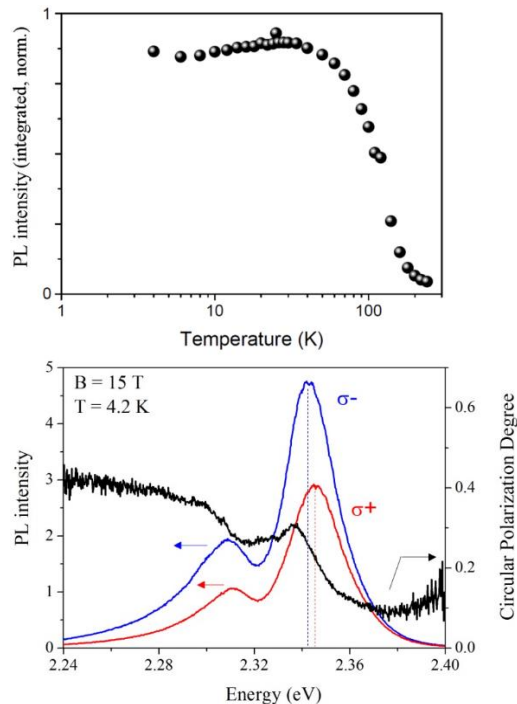 PL intensity (integrated, norm.)
1
0
1
10
100
Temperature (K)
B = 15 T
T = 4.2 K
σ-
σ+
PL intensity
5
4
3
2
1
0
0.6
0.4
0.2
0.0
Circular Polarization Degree
2.24
2.28
2.32
2.36
2.40
Energy (eV)